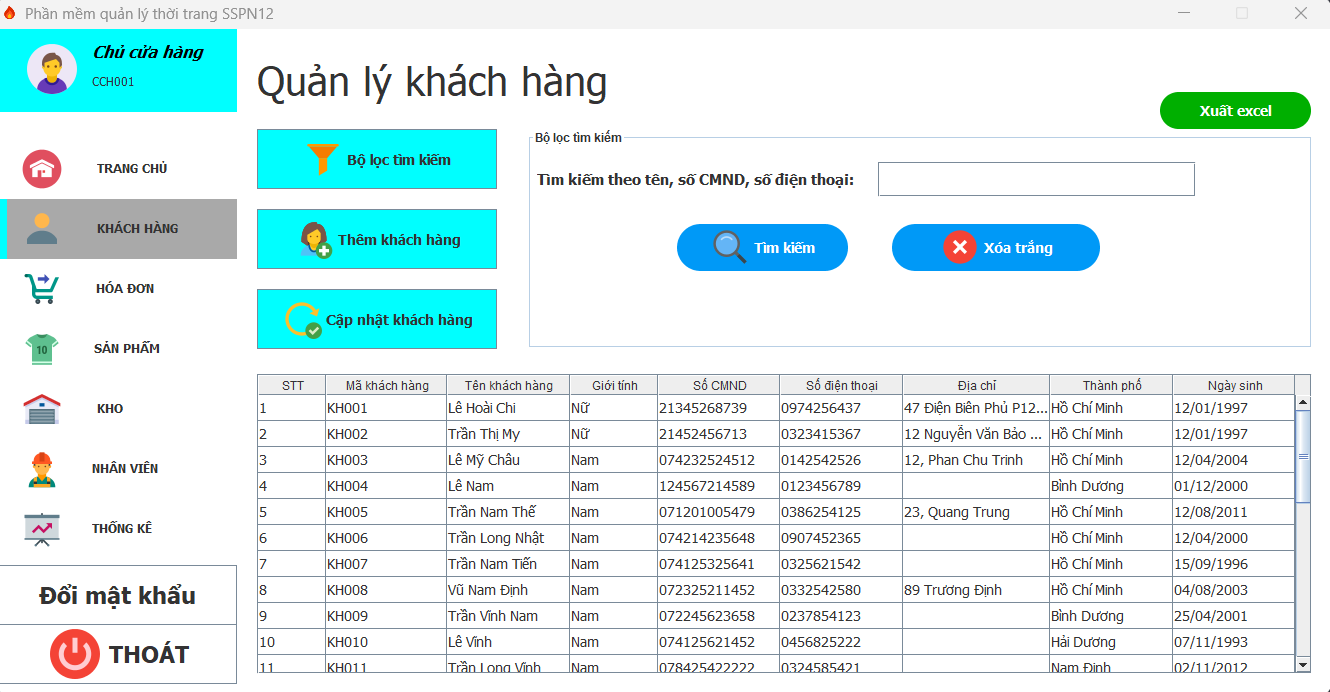 Phần mềm quản lý thời trang SSPN12
Chủ cửa hàng
CCH001
TRANG CHỦ
KHÁCH HÀNG
HÓA ĐƠN
10
SẢN PHẨM
KHO
NHÂN VIÊN
THỐNG KÊ
Đổi mật khẩu
THOÁT
Quản lý khách hàng
Xuất excel
Bộ lọc tìm kiếm
Thêm khách hàng
Cập nhật khách hàng
Bộ lọc tìm kiếm
Tìm kiếm theo tên, số CMND, số điện thoại:
Tìm kiếm Xóa trắng
STT Mã khách hàng Tên khách hàng Giới tính Số CMND Số điện thoại Địa chỉ Thành phố Ngày sinh
1 KH001 Lê Hoài Chi Nữ 21345268739 0974256437 47 Điện Biên Phủ P12... Hồ Chí Minh 12/01/1997
2 KH002 Trần Thị My Nữ 21452456713 0323415367 12 Nguyễn Văn Bảo ... Hồ Chí Minh 12/01/1997
3 KH003 Lê Mỹ Châu Nam 074232524512 0142542526 12, Phan Chu Trinh Hồ Chí Minh 12/04/2004
4 KH004 Lê Nam Nam 124567214589 0123456789 Bình Dương 01/12/2000
5 KH005 Trần Nam Thế Nam 071201005479 0386254125 23, Quang Trung Hồ Chí Minh 12/08/2011
6 KH006 Trần Long Nhật Nam 074214235648 0907452365 Hồ Chí Minh 12/04/2000
7 KH007 Trần Nam Tiến Nam 074125325641 0325621542 Hồ Chí Minh 15/09/1996
8 KH008 Vũ Nam Định Nam 072325211452 0332542580 89 Trương Định Hồ Chí Minh 04/08/2003
9 KH009 Trần Vĩnh Nam Nam 072245623658 0237854123 Bình Dương 25/04/2001
10 KH010 Lê Vĩnh Nam 074125621452 0456825222 Hải Dương 07/11/1993
11 KH011 Trần Long Vịnh Nam 078425422222 0324585421 Nam Định 02/11/2012